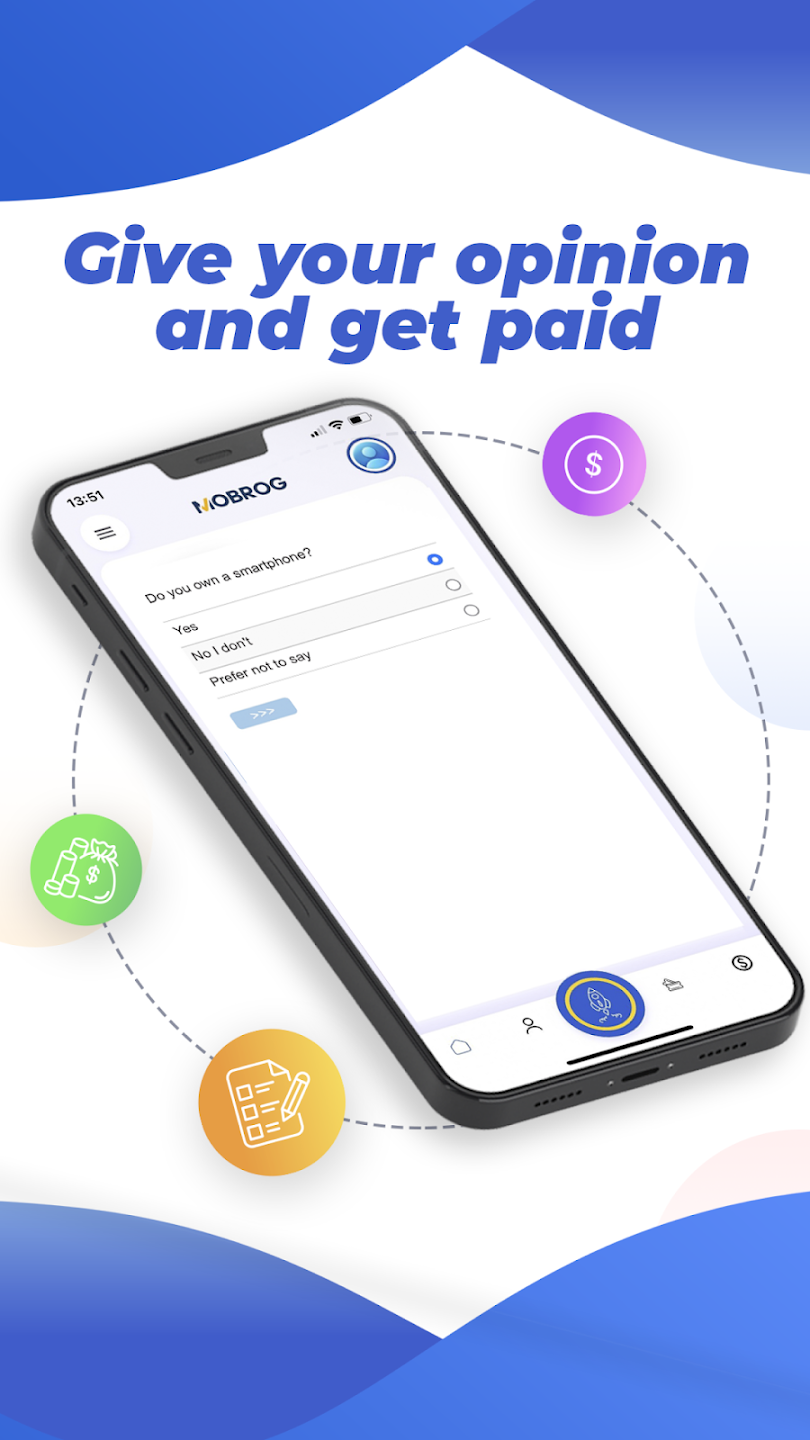 Give your opinion
and get paid
13:51
MOBROG
Do you own a smartphone?
Yes
No I don't
Prefer not to say
>>>
$
$
$